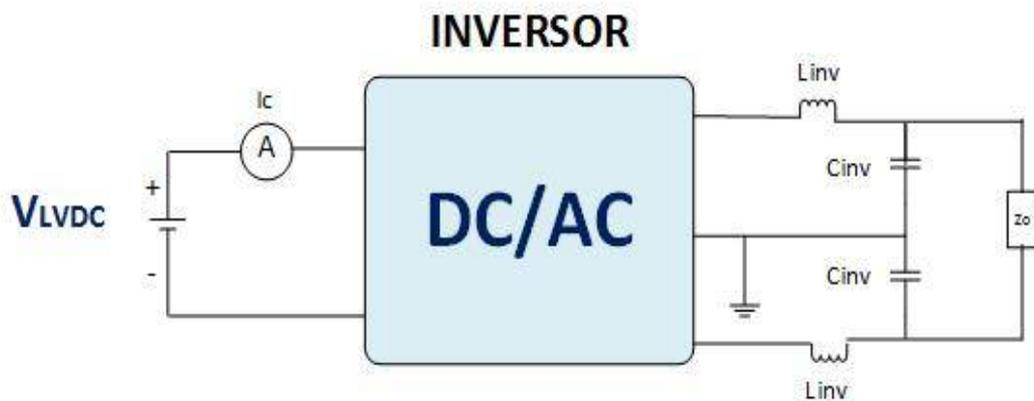 INVERSOR
Linv
Ic
A
Cinv
+
VLVDC
DC/AC
Zo
-
Cinv
Linv